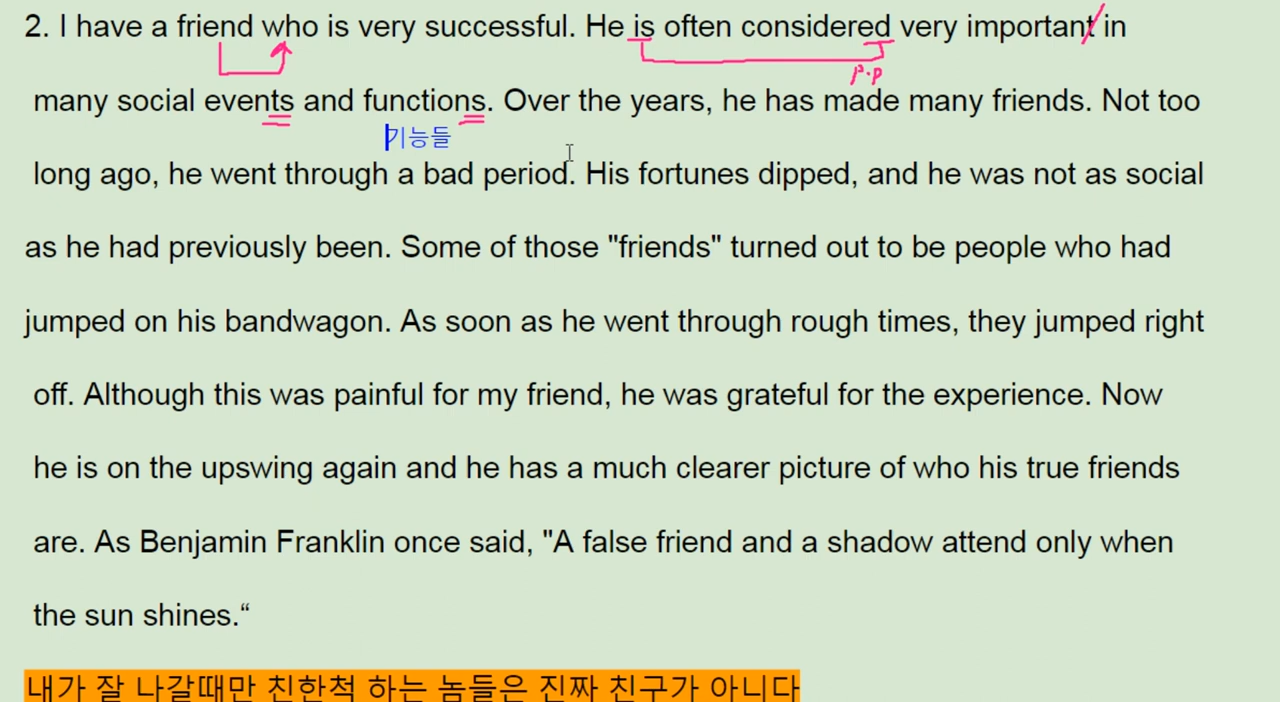 2. I have a friend who is very successful. He is often considered very important in
p.p
many social events and functions. Over the years, he has made many friends. Not too
기능들
long ago, he went through a bad period. His fortunes dipped, and he was not as social
as he had previously been. Some of those "friends" turned out to be people who had
jumped on his bandwagon. As soon as he went through rough times, they jumped right
off. Although this was painful for my friend, he was grateful for the experience. Now
he is on the upswing again and he has a much clearer picture of who his true friends
are. As Benjamin Franklin once said, "A false friend and a shadow attend only when
the sun shines.“
내가 잘 나갈때만 친한척 하는 놈들은 진짜 친구가 아니다